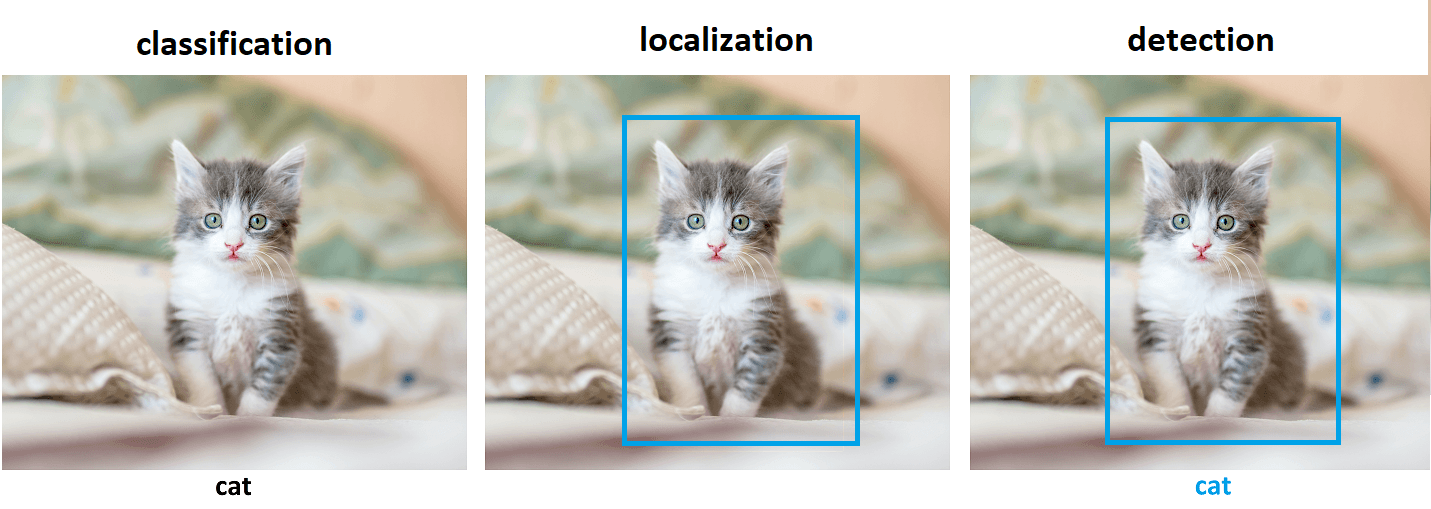 classification
localization
detection
cat
cat